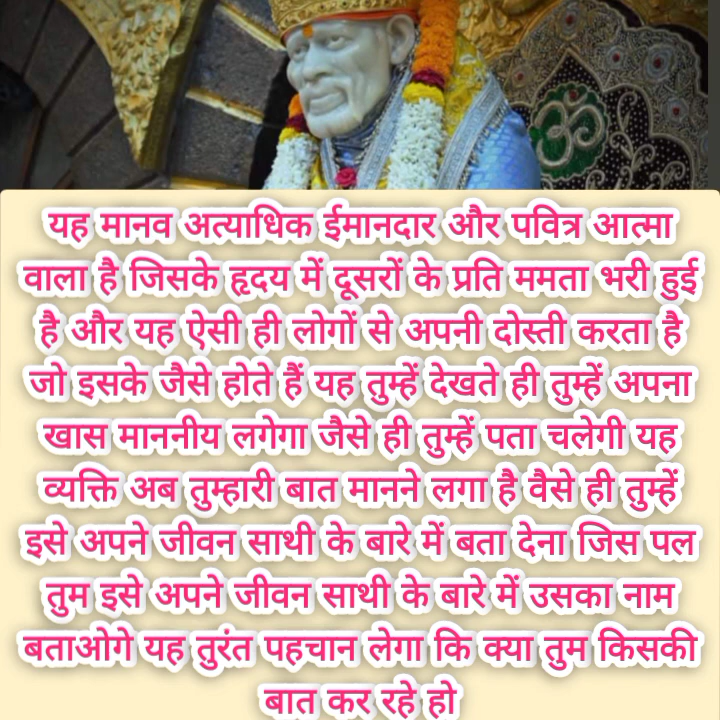 ॐ
यह मानव अत्याधिक ईमानदार और पवित्र आत्मा
वाला है जिसके हृदय में दूसरों के प्रति ममता भरी हुई
है और यह ऐसी ही लोगों से अपनी दोस्ती करता है
जो इसके जैसे होते हैं यह तुम्हें देखते ही तुम्हें अपना
खास माननीय लगेगा जैसे ही तुम्हें पता चलेगी यह
व्यक्ति अब तुम्हारी बात मानने लगा है वैसे ही तुम्हें
इसे अपने जीवन साथी के बारे में बता देना जिस पल
तुम इसे अपने जीवन साथी के बारे में उसका नाम
बताओगे यह तुरंत पहचान लेगा कि क्या तुम किसकी
बात कर रहे हो